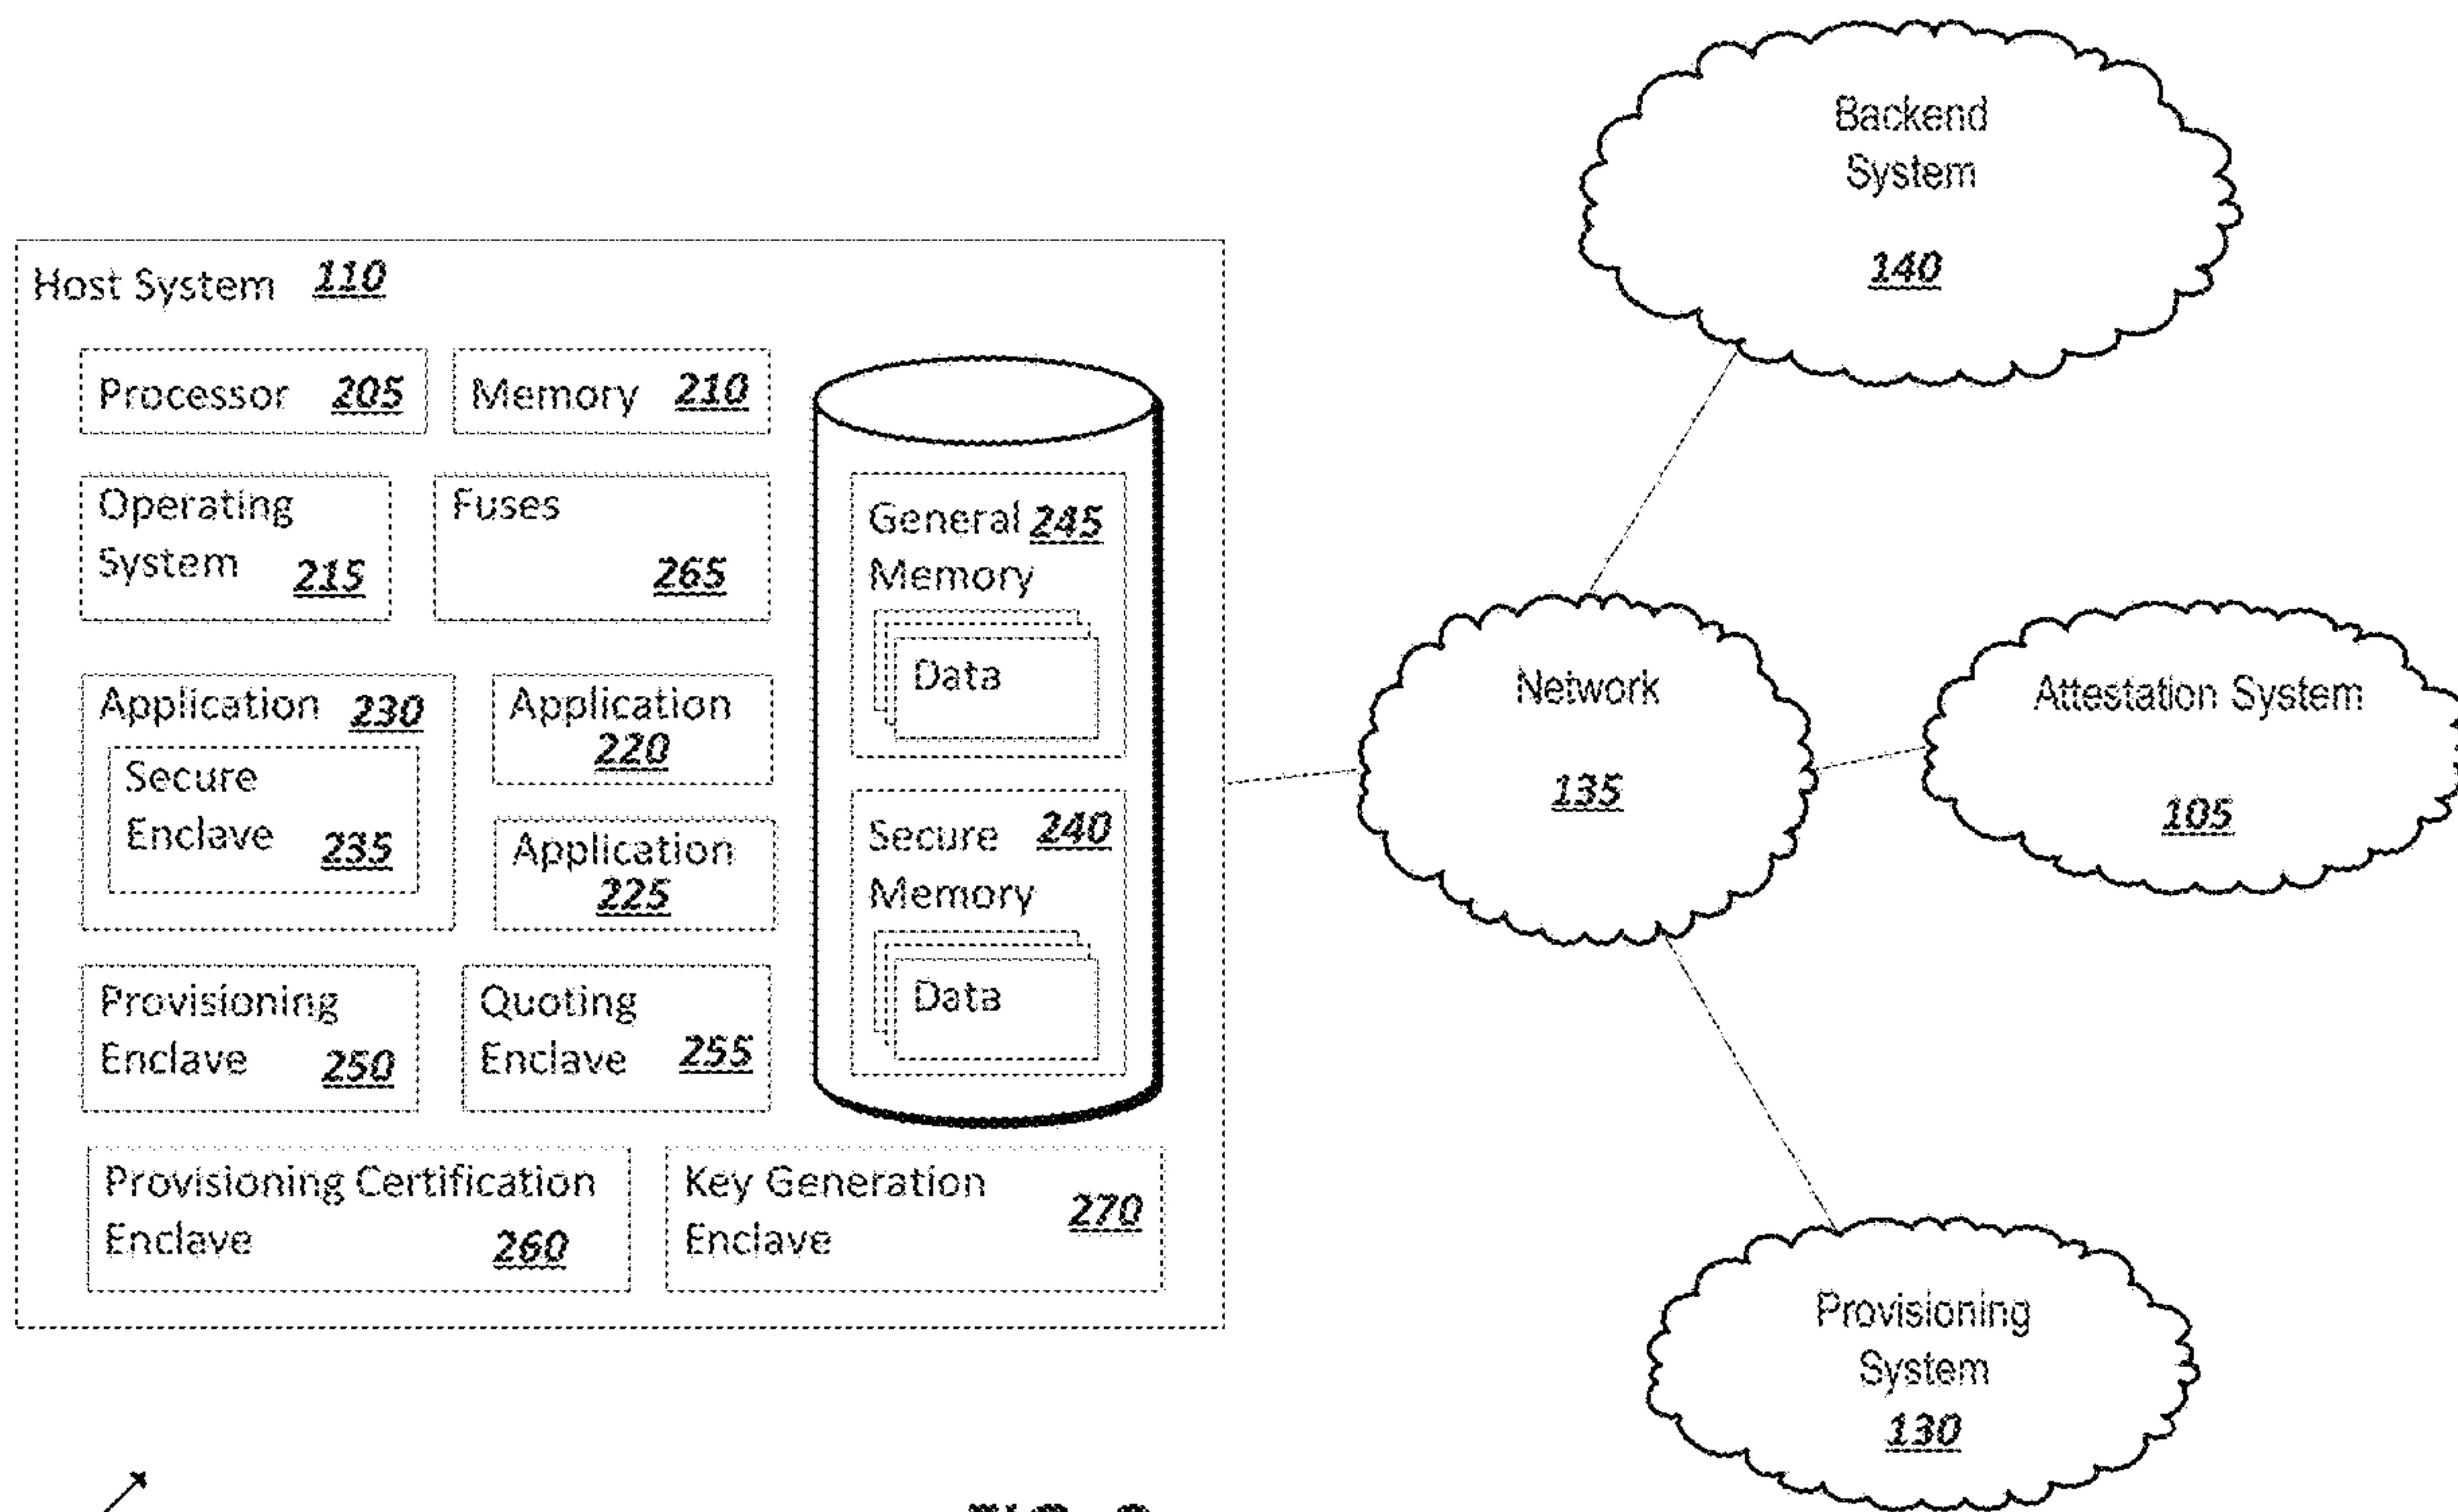 Host System 110
Processor 205
Memory 210
Operating
System 215
Fuses
265
General 245
Memory
Data
Application 230
Secure
Enclave 235
Application
220
Application
225
Secure 240
Memory
Data
Provisioning
Enclave 250
Quoting
Enclave 255
Provisioning Certification
Enclave 260
Key Generation
Enclave 270
Backend
System
140
Network
135
Attestation System
105
Provisioning
System
130